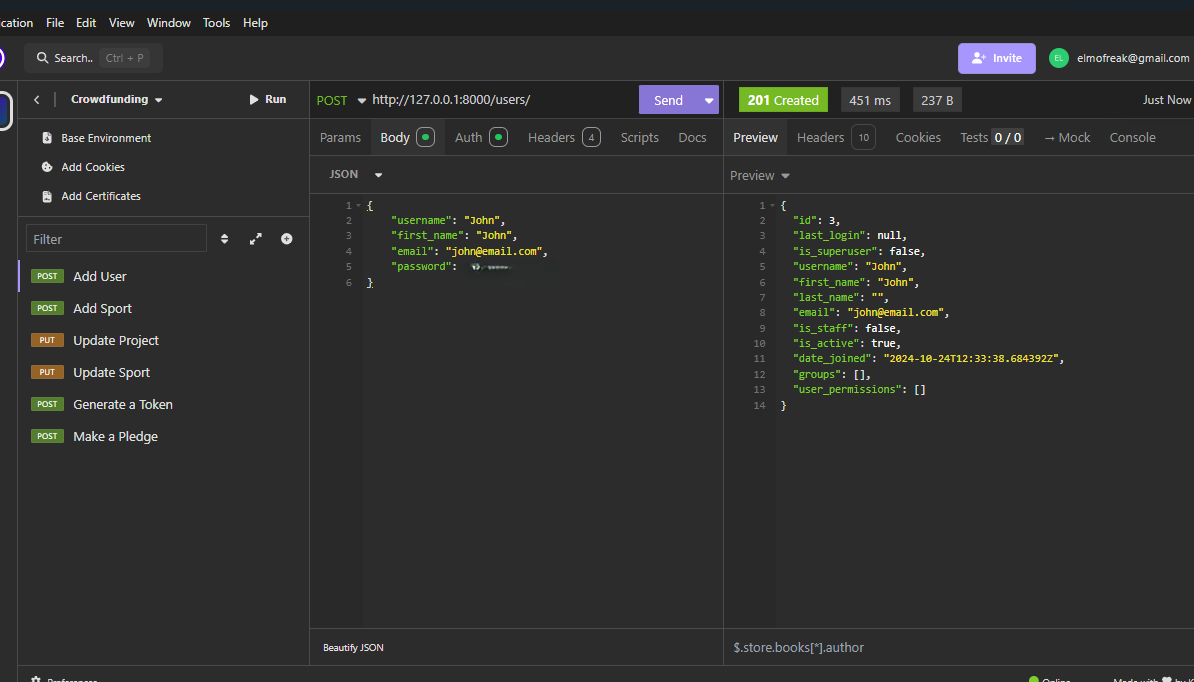 cation File Edit View Window Tools Help
Search.. Ctrl + P
Invite
EL elmofreak@gmail.com
Crowdfunding
Run
Base Environment
Add Cookies
Add Certificates
Filter
POST Add User
POST Add Sport
PUT Update Project
PUT Update Sport
POST Generate a Token
POST Make a Pledge
POST http://127.0.0.1:8000/users/
Send
Params Body Auth Headers 4 Scripts Docs
JSON
1 {
2 "username": "John",
3 "first_name": "John",
4 "email": "john@email.com",
5 "password":
6 }
Beautify JSON
201 Created 451 ms 237 B Just Now
Preview Headers 10 Cookies Tests 0 / 0 → Mock Console
Preview
1 {
2 "id": 3,
3 "last_login": null,
4 "is_superuser": false,
5 "username": "John",
6 "first_name": "John",
7 "last_name": "",
8 "email": "john@email.com",
9 "is_staff": false,
10 "is_active": true,
11 "date_joined": "2024-10-24T12:33:38.684392Z",
12 "groups": [],
13 "user_permissions": []
14 }
$.store.books[*].author
Preferences
Online
Made with by